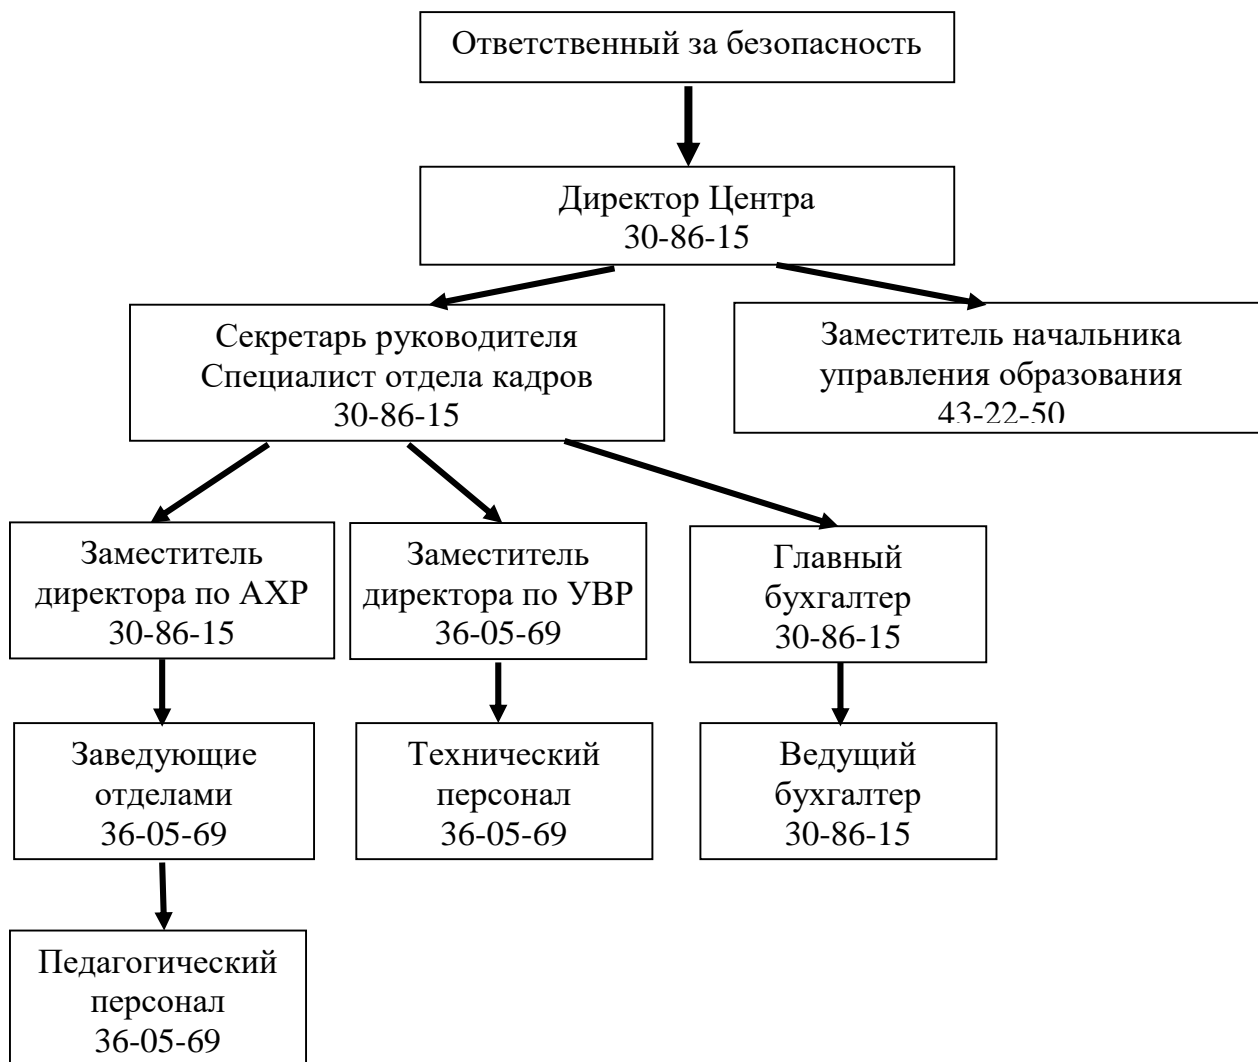 Ответственный за безопасность
Директор Центра
30-86-15
Секретарь руководителя
Специалист отдела кадров
30-86-15
Заместитель начальника
управления образования
43-22-50
Заместитель
директора по АХР
30-86-15
Заместитель
директора по УВР
36-05-69
Главный
бухгалтер
30-86-15
Заведующие
отделами
36-05-69
Технический
персонал
36-05-69
Ведущий
бухгалтер
30-86-15
Педагогический
персонал
36-05-69